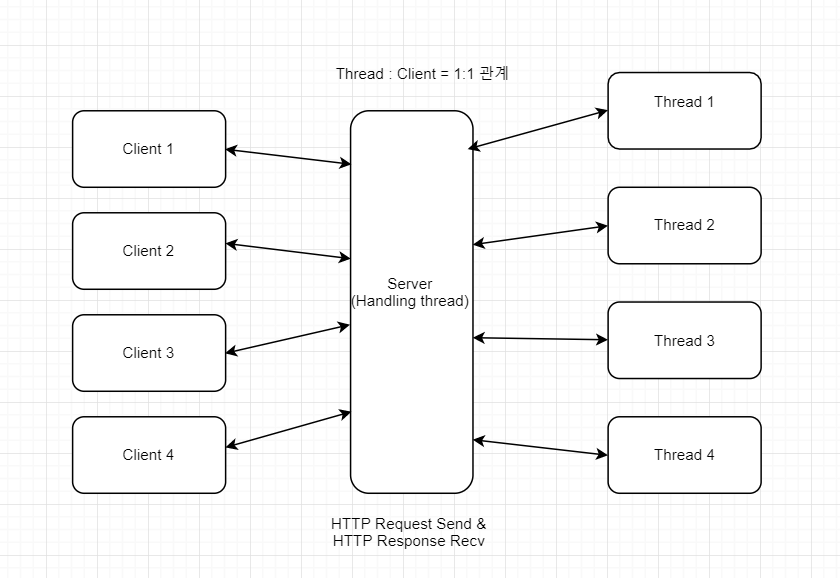 Thread : Client = 1:1 관계
Client 1
Client 2
Client 3
Client 4
Server
(Handling thread)
Thread 1
Thread 2
Thread 3
Thread 4
HTTP Request Send &
HTTP Response Recv